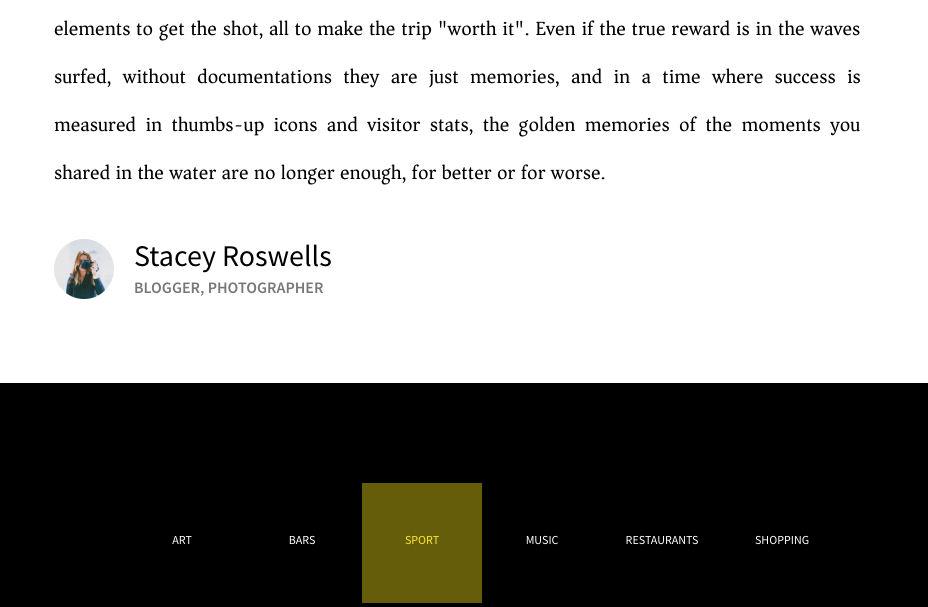 elements to get the shot, all to make the trip "worth it". Even if the true reward is in the waves
surfed, without documentations they are just memories, and in a time where success is
measured in thumbs-up icons and visitor stats, the golden memories of the moments you
shared in the water are no longer enough, for better or for worse.
Stacey Roswells
BLOGGER, PHOTOGRAPHER
ART BARS SPORT MUSIC RESTAURANTS SHOPPING